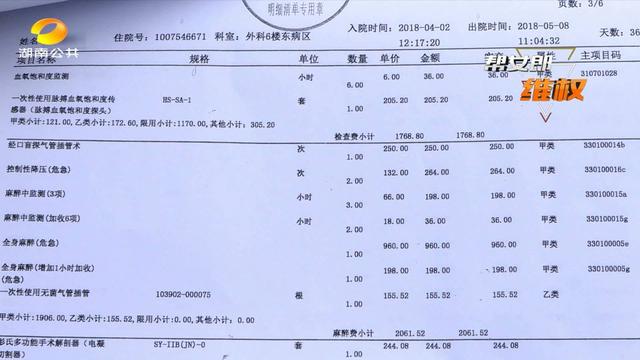 明细清单专用章
页数: 3/6
湖南公共
姓名
住院号: 1007546671 科室: 外科6楼东病区
入院时间: 2018-04-02 12:17:20
出院时间: 2018-05-08 11:04:32
天数: 36
帮女郎
维权
项目名称 规格 单位 数量 单价 金额 主项目码
血氧饱和度监测 小时 6.00 6.00 36.00 36.00 甲类 310701028
一次性使用脉搏血氧饱和度传感器(脉搏血氧饱和度探头) HS-SA-1 套 1.00 205.20 205.20 205.20
甲类小计:121.00,乙类小计:172.60,限用小计:1170.00,其他小计: 305.20
检查费小计 1768.80 1768.80
经口盲探气管插管术 次 1.00 250.00 250.00 250.00 甲类 330100014b
控制性降压(危急) 次 2.00 132.00 264.00 264.00 甲类 330100016c
麻醉中监测(3项) 小时 3.00 66.00 198.00 198.00 甲类 330100015a
麻醉中监测(加收6项) 小时 2.00 18.00 36.00 36.00 甲类 330100015g
全身麻醉(危急) 1.00 960.00 960.00 960.00 甲类 330100005e
全身麻醉(增加1小时加收)(危急) 1.00 198.00 198.00 198.00 甲类 330100005g
一次性使用无菌气管插管 103902-000075 根 1.00 155.52 155.52 155.52 乙类
甲类小计:1906.00,乙类小计:155.52,限用小计:0.00,其他小计: 0.00
麻醉费小计 2061.52 2061.52
彭氏多功能手术解剖器(电凝切割器) SY-IIB(JN)-0 套 1.00 244.08 244.08 244.08